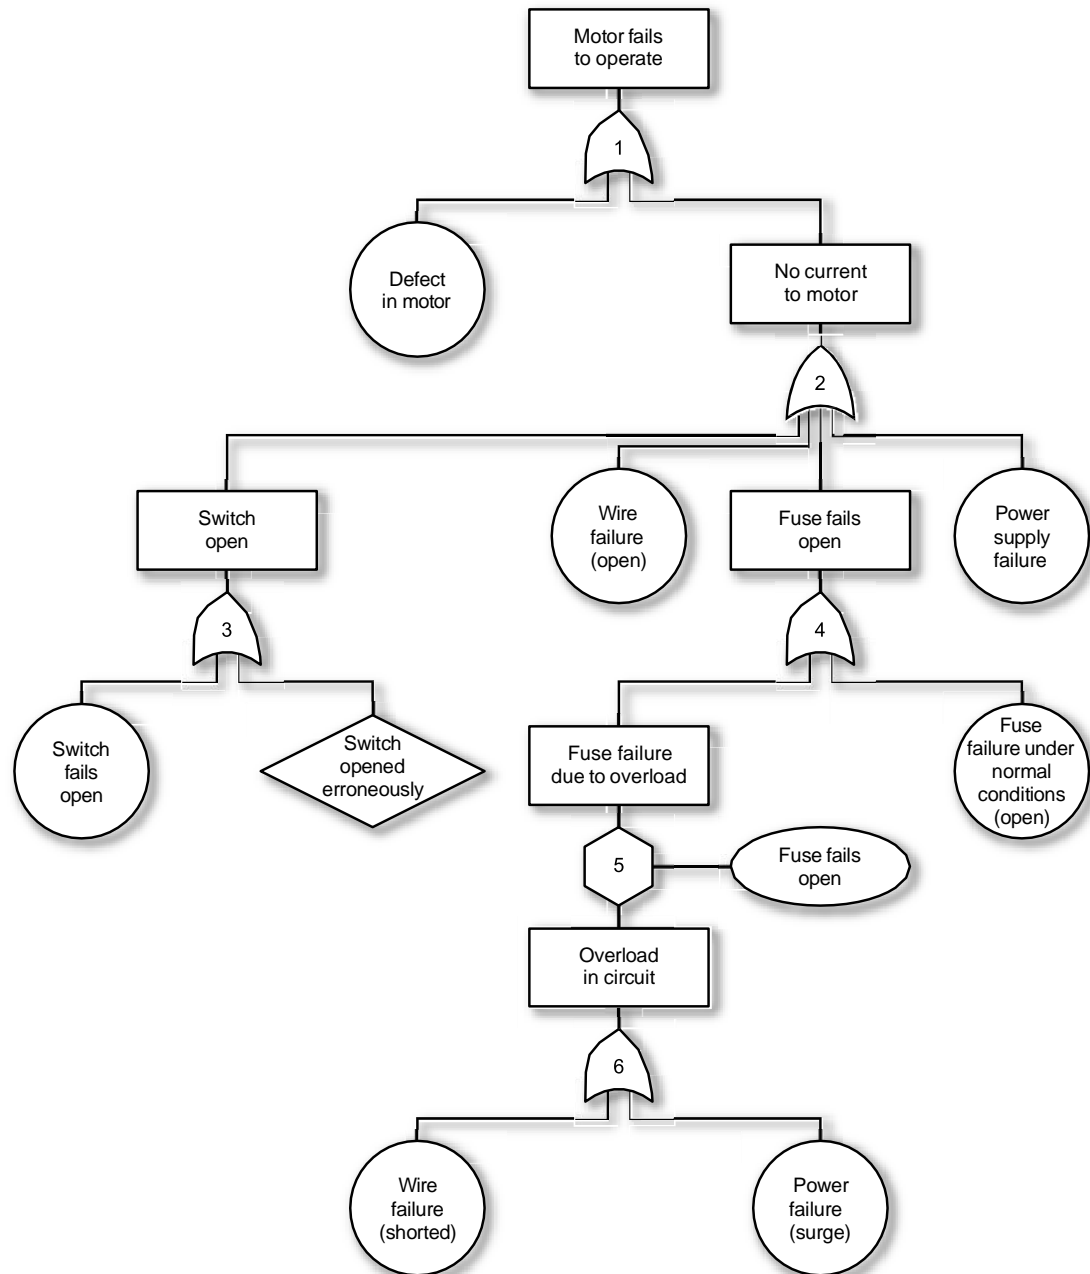 Motor fails
to operate
1
Defect
in motor
No current
to motor
2
Switch
open
Wire
failure
(open)
Fuse fails
open
Power
supply
failure
3
4
Switch
fails
open
Switch
opened
erroneously
Fuse failure
due to overload
Fuse
failure under
normal
conditions
(open)
5
Fuse fails
open
Overload
in circuit
6
Wire
failure
(shorted)
Power
failure
(surge)